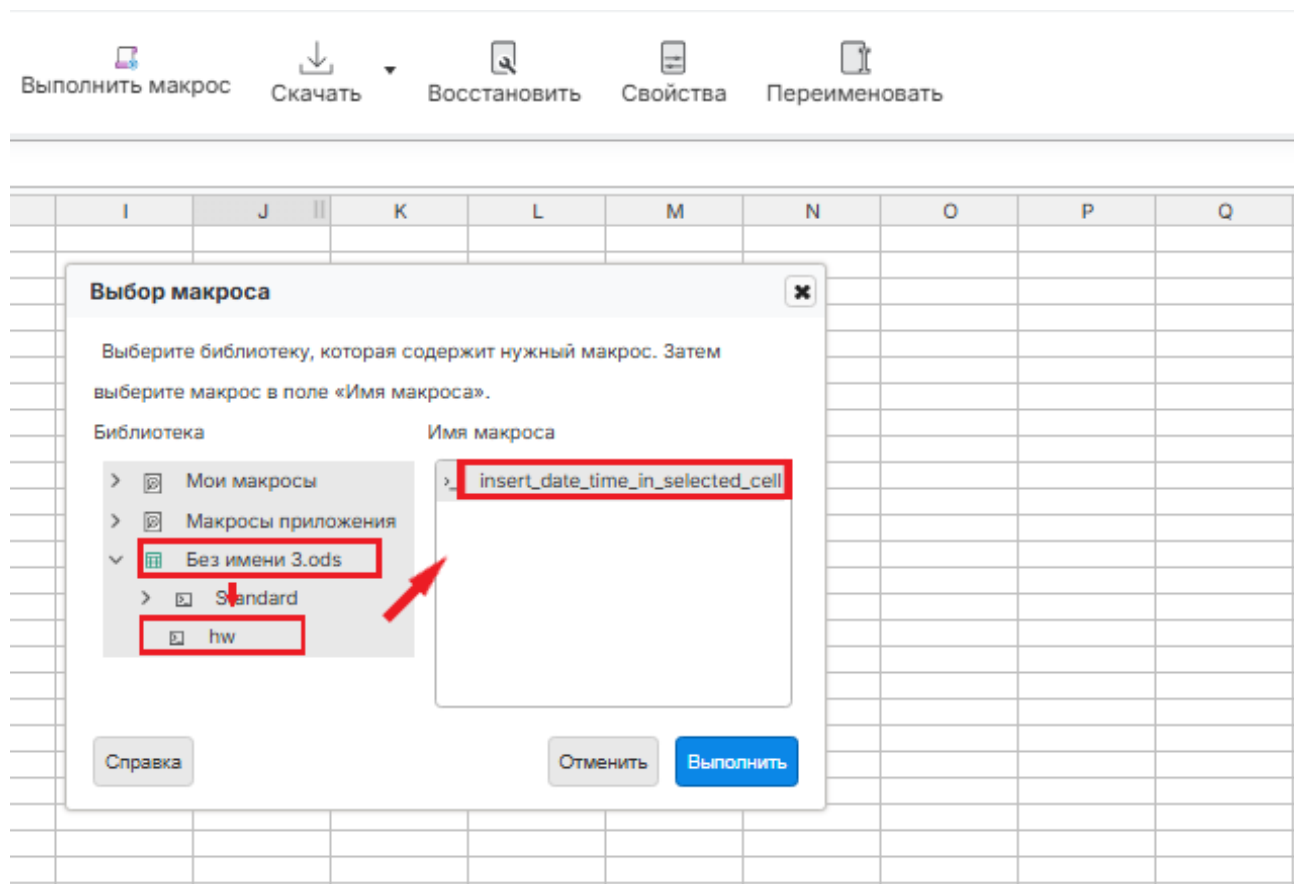 Выполнить макрос Скачать Восстановить Свойства Переименовать
I J K L M N O P Q
Выбор макроса
Выберите библиотеку, которая содержит нужный макрос. Затем
выберите макрос в поле «Имя макроса».
Библиотека Имя макроса
Мои макросы insert_date_time_in_selected_cell
Макросы приложения
Без имени 3.ods
Standard
hw
Справка Отменить Выполнить